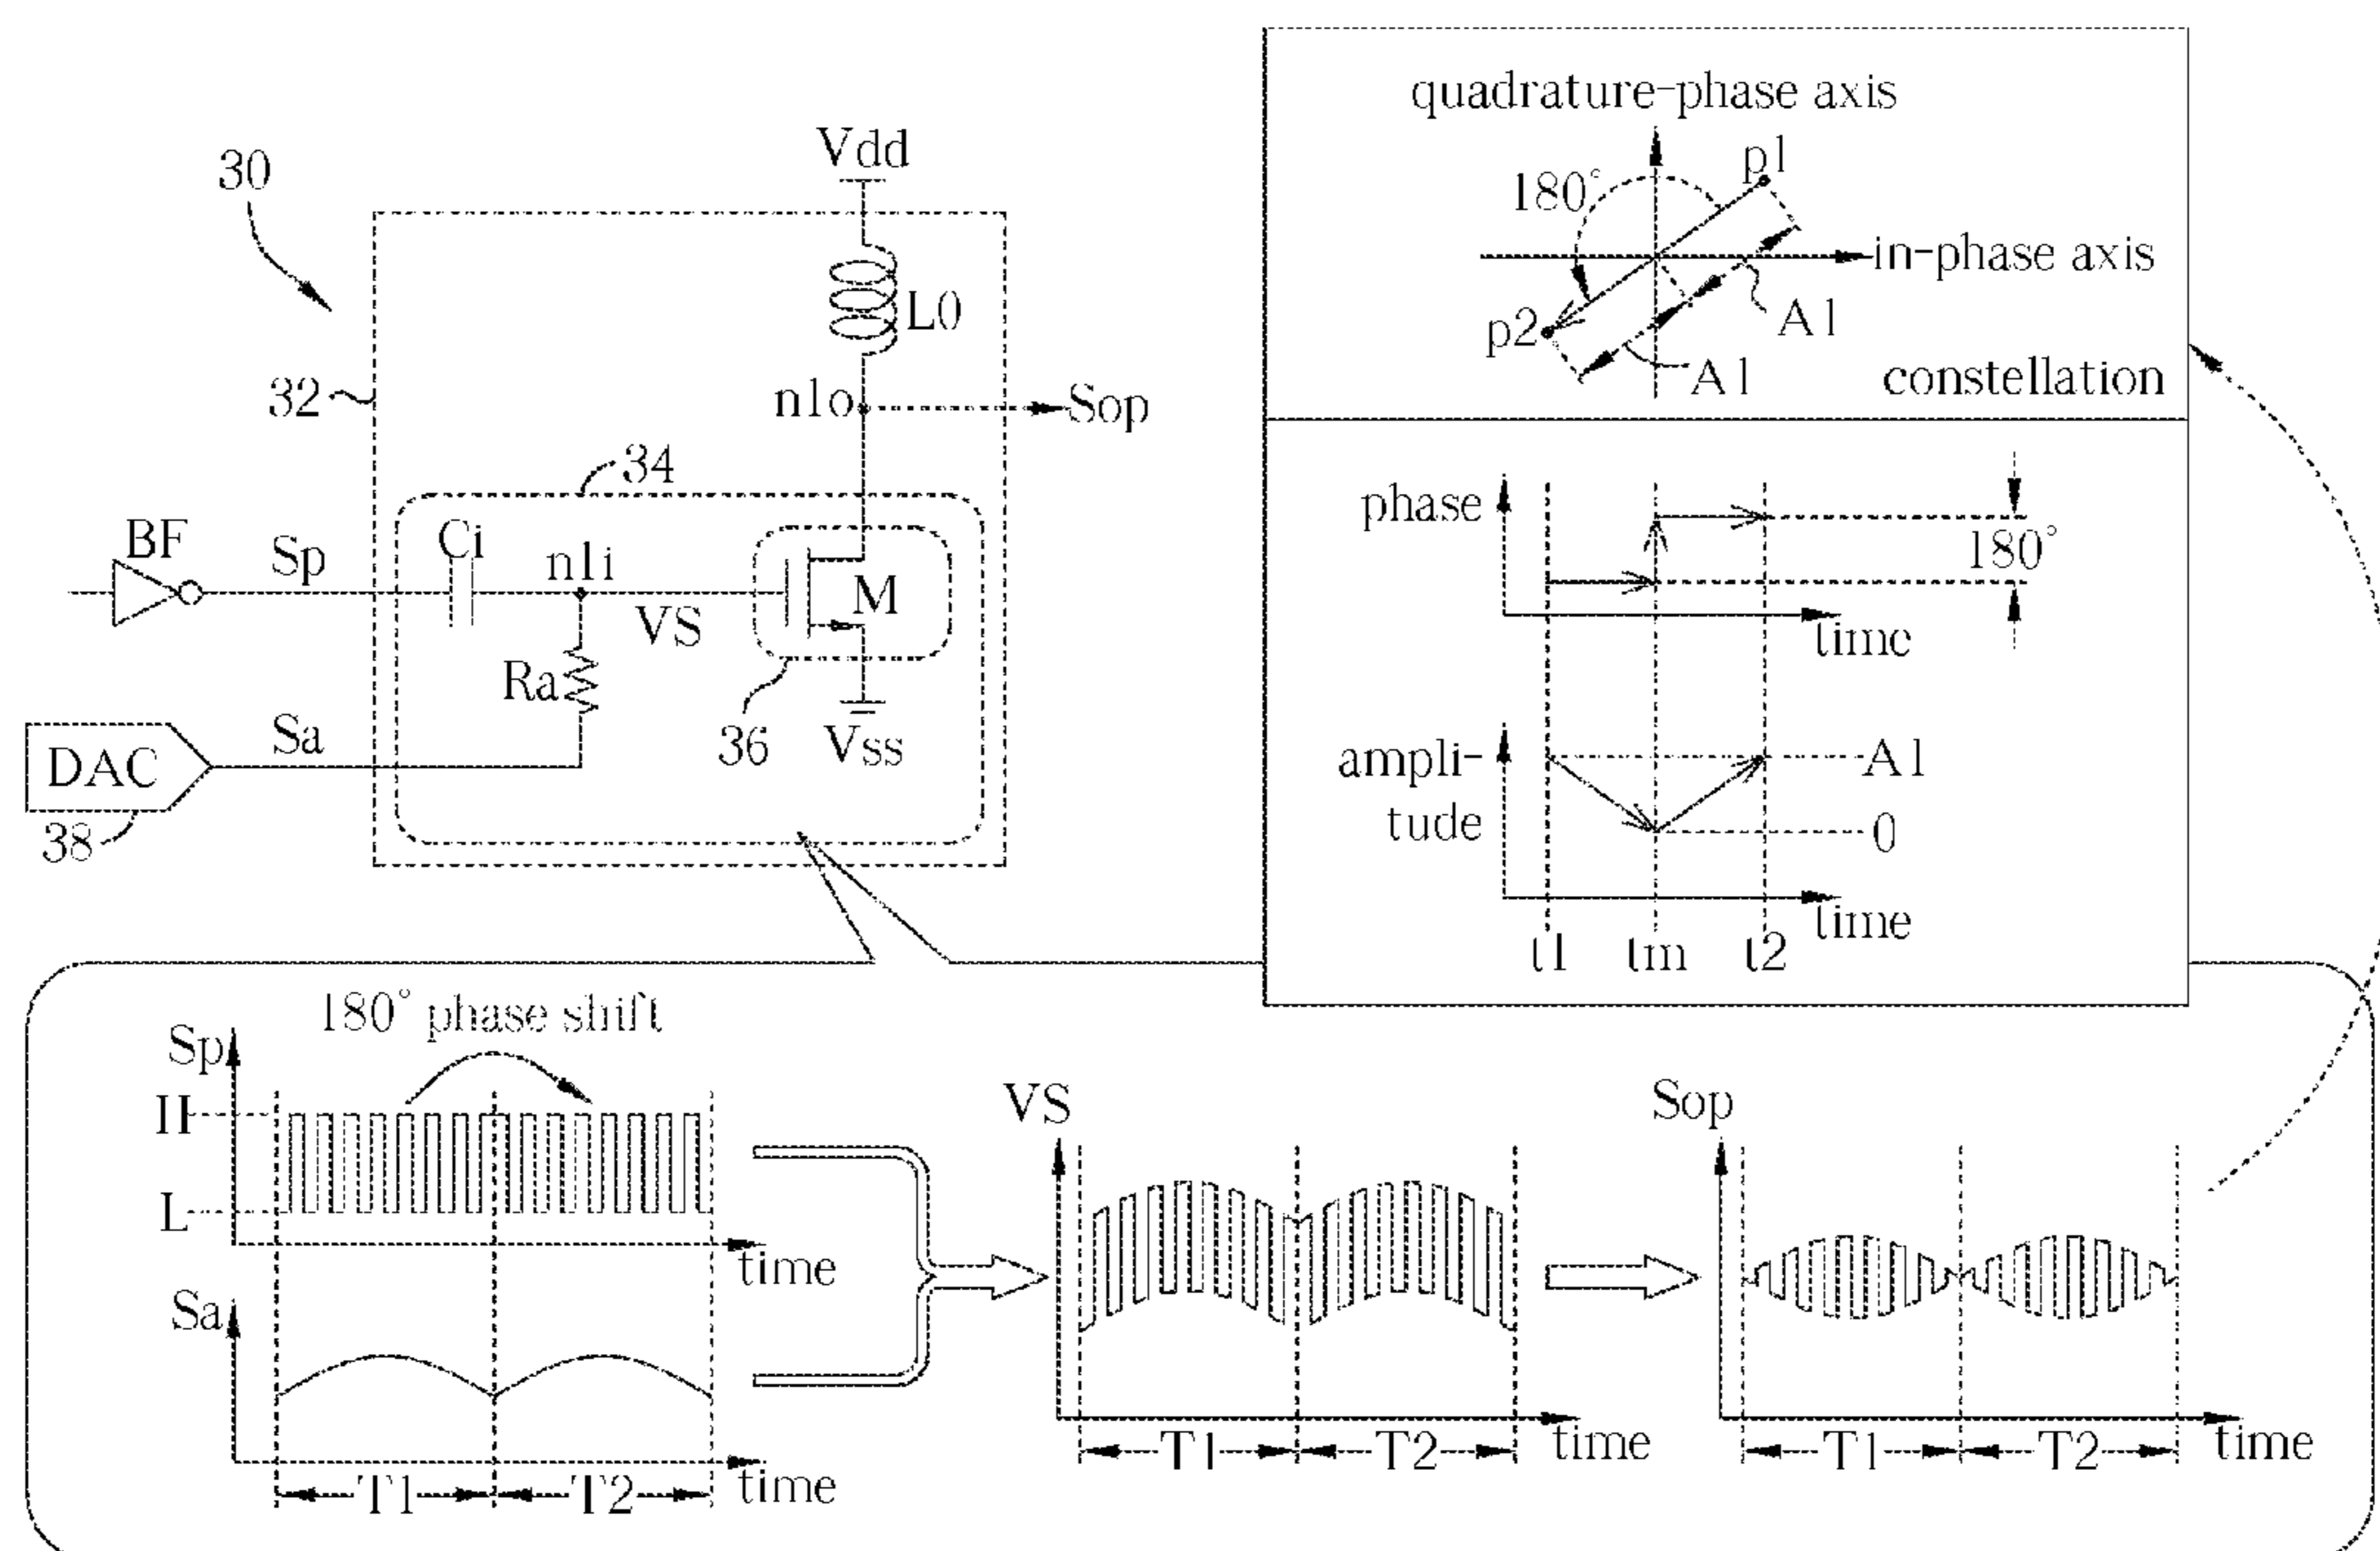 30
Vdd
L0
32
n1o
Sop
34
BF
Sp
Ci
n1i
VS
M
Ra
36
Vss
DAC
Sa
38
quadrature-phase axis
p1
180°
in-phase axis
A1
p2
A1
constellation
phase
180°
time
ampli-
tude
A1
0
time
t1 tm t2
180° phase shift
Sp
H
L
time
Sa
time
T1 T2
VS
time
T1 T2
Sop
time
T1 T2